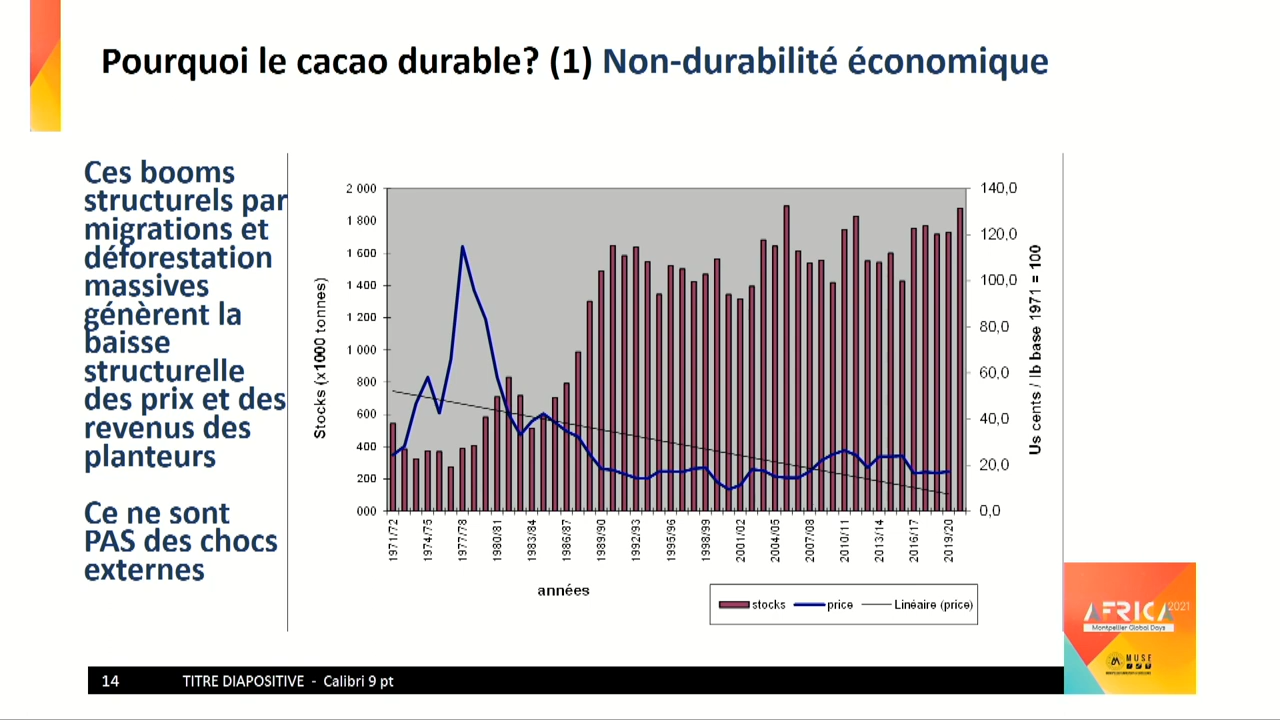 Pourquoi le cacao durable? (1) Non-durabilité économique
Ces booms
structurels par
migrations et
déforestation
massives
génèrent la
baisse
structurelle
des prix et des
revenus des
planteurs
Ce ne sont
PAS des chocs
externes
Stocks (x1000 tonnes)
2 000
1 800
1 600
1 400
1 200
1 000
800
600
400
200
000
140,0
120,0
100,0
80,0
60,0
40,0
20,0
0,0
Us cents / lb base 1971 = 100
1971/72
1974/75
1977/78
1980/81
1983/84
1986/87
1989/90
1992/93
1995/96
1998/99
2001/02
2004/05
2007/08
2010/11
2013/14
2016/17
2019/20
années
stocks price Linéaire (price)
AFRICA 2021
Montpellier Global Days
MUSE
14 TITRE DIAPOSITIVE - Calibri 9 pt